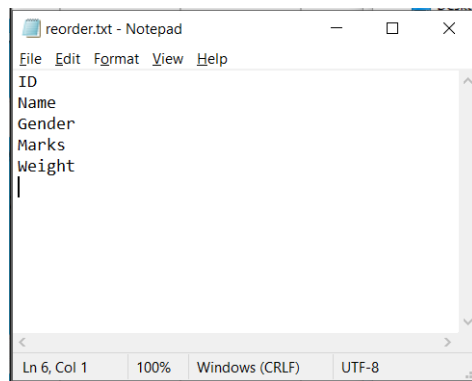 reorder.txt - Notepad
File Edit Format View Help
ID
Name
Gender
Marks
Weight
Ln 6, Col 1 100% Windows (CRLF) UTF-8